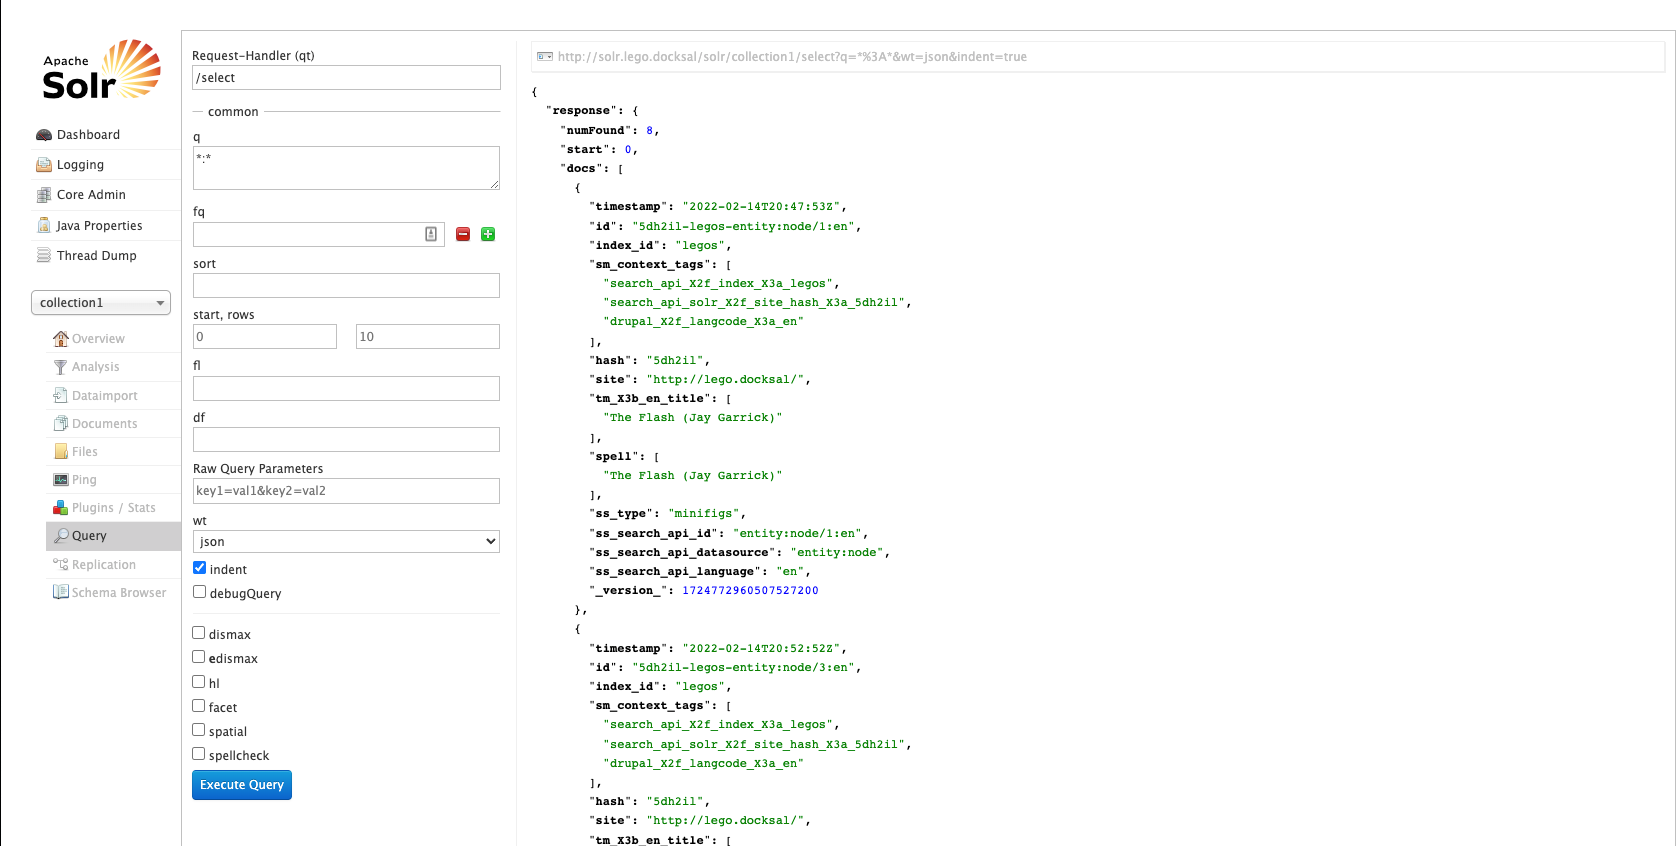 Apache
Solr
Dashboard
Logging
Core Admin
Java Properties
Thread Dump
collection1
Overview
Analysis
Dataimport
Documents
Files
Ping
Plugins / Stats
Query
Replication
Schema Browser
Request-Handler (qt)
/select
common
q
*:*
fq
sort
start, rows
0 10
fl
df
Raw Query Parameters
key1=val1&key2=val2
wt
json
indent
debugQuery
dismax
edismax
hl
facet
spatial
spellcheck
Execute Query
http://solr.lego.docksal/solr/collection1/select?q=*%3A*&wt=json&indent=true
{
"response": {
"numFound": 8,
"start": 0,
"docs": [
{
"timestamp": "2022-02-14T20:47:53Z",
"id": "5dh2il-legos-entity:node/1:en",
"index_id": "legos",
"sm_context_tags": [
"search_api_X2f_index_X3a_legos",
"search_api_solr_X2f_site_hash_X3a_5dh2il",
"drupal_X2f_langcode_X3a_en"
],
"hash": "5dh2il",
"site": "http://lego.docksal/",
"tm_X3b_en_title": [
"The Flash (Jay Garrick)"
],
"spell": [
"The Flash (Jay Garrick)"
],
"ss_type": "minifigs",
"ss_search_api_id": "entity:node/1:en",
"ss_search_api_datasource": "entity:node",
"ss_search_api_language": "en",
"_version_": 1724772960507527200
},
{
"timestamp": "2022-02-14T20:52:52Z",
"id": "5dh2il-legos-entity:node/3:en",
"index_id": "legos",
"sm_context_tags": [
"search_api_X2f_index_X3a_legos",
"search_api_solr_X2f_site_hash_X3a_5dh2il",
"drupal_X2f_langcode_X3a_en"
],
"hash": "5dh2il",
"site": "http://lego.docksal/",
"tm_X3b_en_title": [